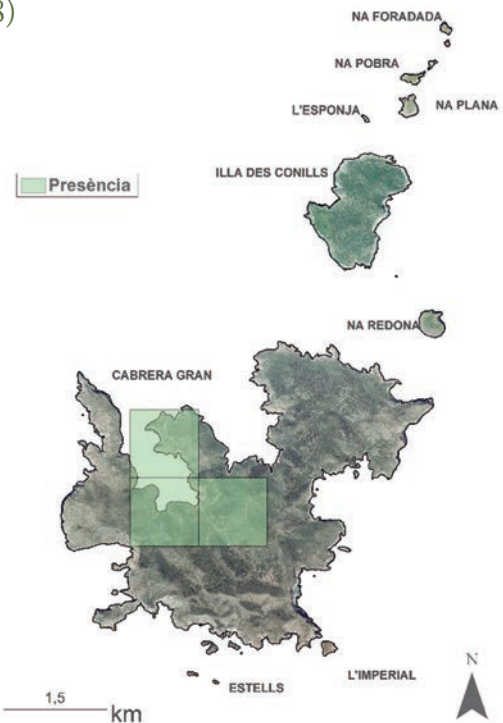 3)
NA FORADADA
NA POBRA
NA PLANA
L'ESPONJA
ILLA DES CONILLS
Presència
NA REDONA
CABRERA GRAN
N
L'IMPERIAL
ESTELLS
1,5
km